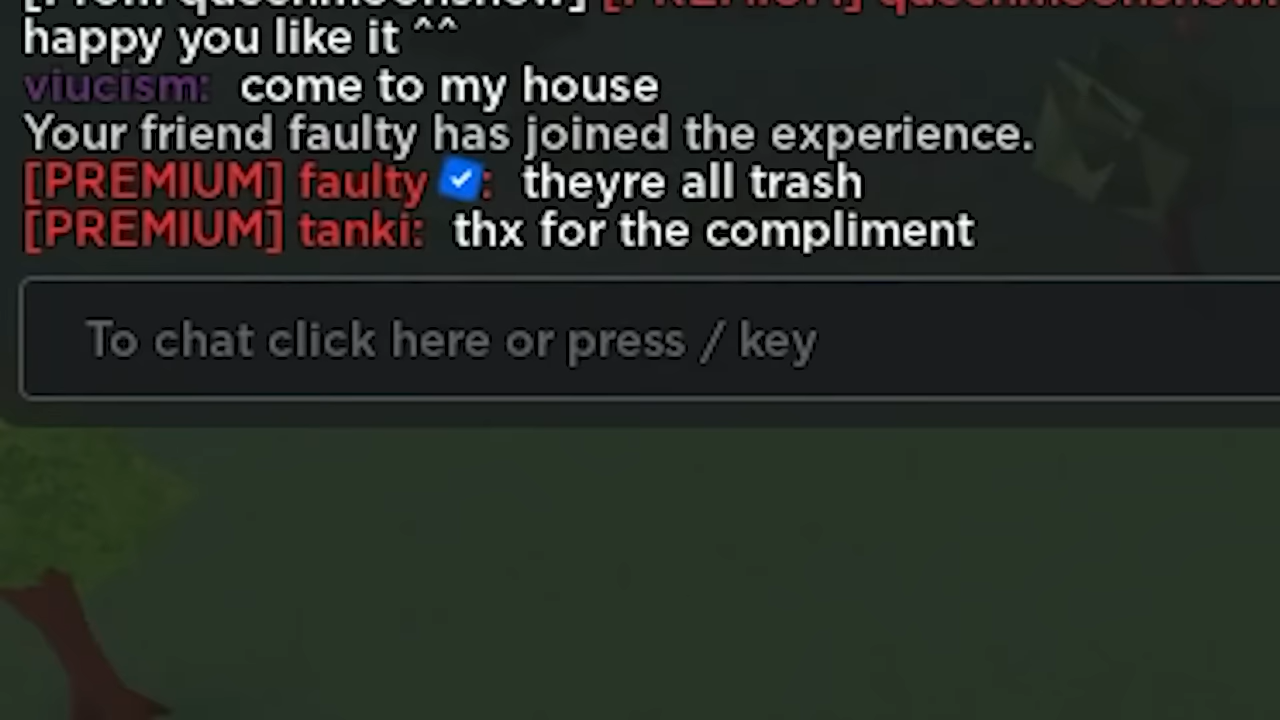 happy you like it ^^
viucism: come to my house
Your friend faulty has joined the experience.
[PREMIUM] faulty ✓: theyre all trash
[PREMIUM] tanki: thx for the compliment
To chat click here or press / key